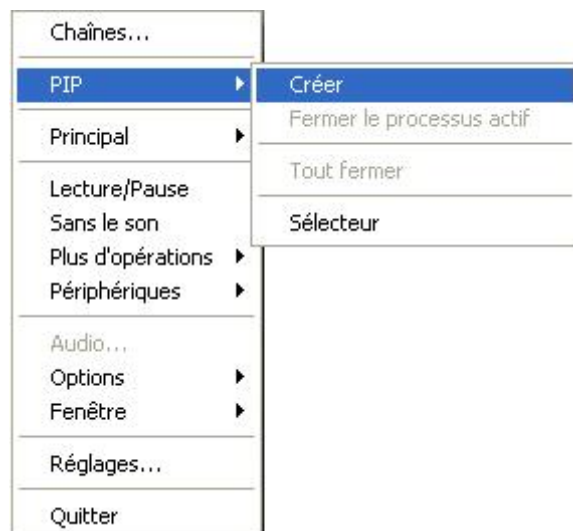 Chaînes...
PIP
Principal
Lecture/Pause
Sans le son
Plus d'opérations
Périphériques
Audio...
Options
Fenêtre
Réglages...
Quitter
Créer
Fermer le processus actif
Tout fermer
Sélecteur